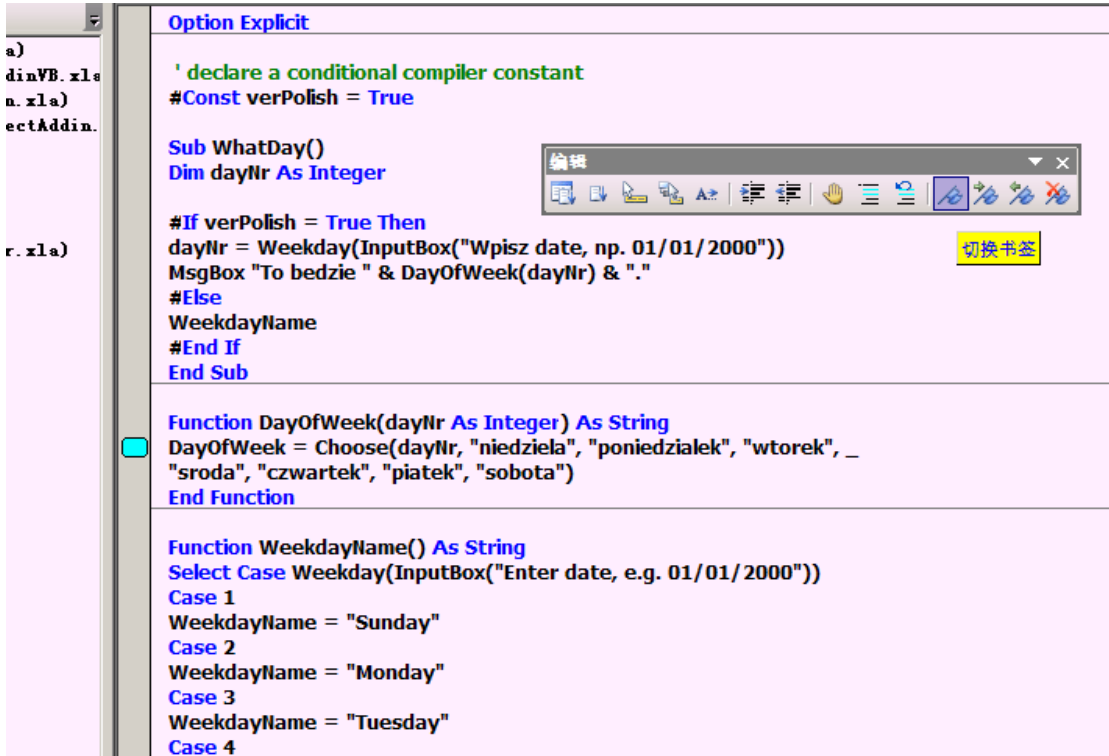 a)
dinVB.xla
n.xla)
ectAddin.
r.xla)
Option Explicit
' declare a conditional compiler constant
#Const verPolish = True
Sub WhatDay()
Dim dayNr As Integer
#If verPolish = True Then
dayNr = Weekday(InputBox("Wpisz date, np. 01/01/2000"))
MsgBox "To bedzie " & DayOfWeek(dayNr) & "."
#Else
WeekdayName
#End If
End Sub
编辑
切换书签
Function DayOfWeek(dayNr As Integer) As String
DayOfWeek = Choose(dayNr, "niedziela", "poniedzialek", "wtorek", _
"sroda", "czwartek", "piatek", "sobota")
End Function
Function WeekdayName() As String
Select Case Weekday(InputBox("Enter date, e.g. 01/01/2000"))
Case 1
WeekdayName = "Sunday"
Case 2
WeekdayName = "Monday"
Case 3
WeekdayName = "Tuesday"
Case 4